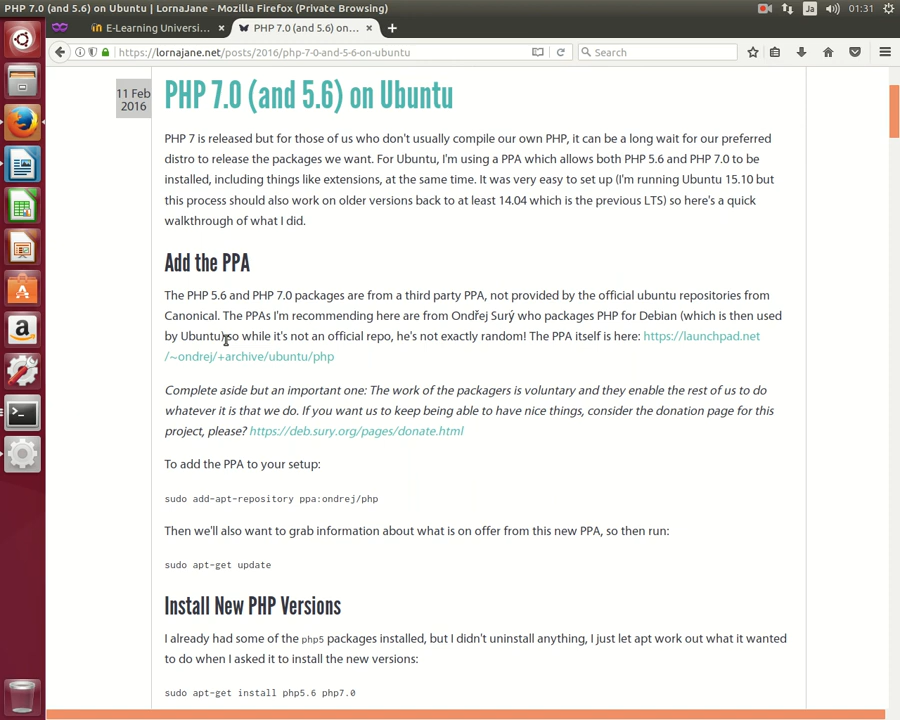 PHP 7.0 (and 5.6) on Ubuntu | LornaJane - Mozilla Firefox (Private Browsing)
Ja
01:31
E-Learning Universi... ×
PHP 7.0 (and 5.6) on... ×
https://lornajane.net/posts/2016/php-7-0-and-5-6-on-ubuntu
Search
11 Feb
2016
PHP 7.0 (and 5.6) on Ubuntu
PHP 7 is released but for those of us who don't usually compile our own PHP, it can be a long wait for our preferred
distro to release the packages we want. For Ubuntu, I'm using a PPA which allows both PHP 5.6 and PHP 7.0 to be
installed, including things like extensions, at the same time. It was very easy to set up (I'm running Ubuntu 15.10 but
this process should also work on older versions back to at least 14.04 which is the previous LTS) so here's a quick
walkthrough of what I did.
Add the PPA
The PHP 5.6 and PHP 7.0 packages are from a third party PPA, not provided by the official ubuntu repositories from
Canonical. The PPAs I'm recommending here are from Ondřej Surý who packages PHP for Debian (which is then used
by Ubuntu) so while it's not an official repo, he's not exactly random! The PPA itself is here: https://launchpad.net
/~ondrej/+archive/ubuntu/php
Complete aside but an important one: The work of the packagers is voluntary and they enable the rest of us to do
whatever it is that we do. If you want us to keep being able to have nice things, consider the donation page for this
project, please? https://deb.sury.org/pages/donate.html
To add the PPA to your setup:
sudo add-apt-repository ppa:ondrej/php
Then we'll also want to grab information about what is on offer from this new PPA, so then run:
sudo apt-get update
Install New PHP Versions
I already had some of the php5 packages installed, but I didn't uninstall anything, I just let apt work out what it wanted
to do when I asked it to install the new versions:
sudo apt-get install php5.6 php7.0